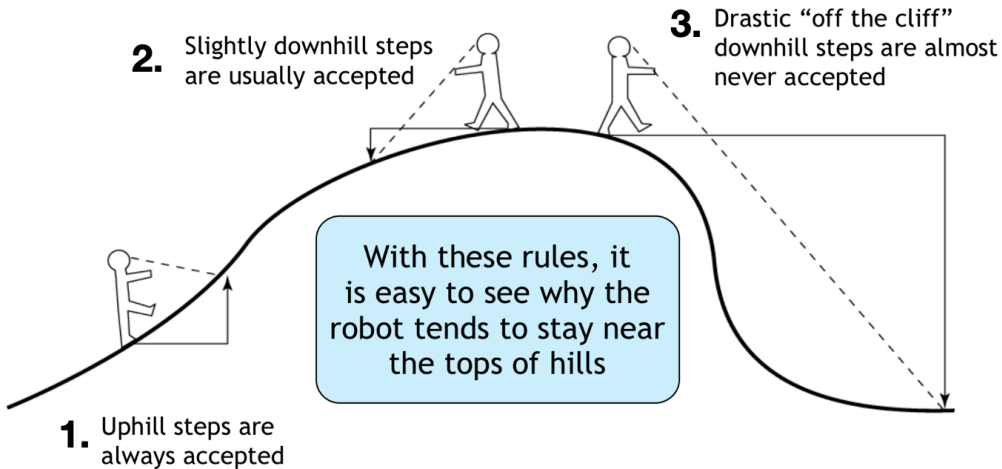 1. Uphill steps are
always accepted
2. Slightly downhill steps
are usually accepted
3. Drastic “off the cliff”
downhill steps are almost
never accepted
With these rules, it
is easy to see why the
robot tends to stay near
the tops of hills